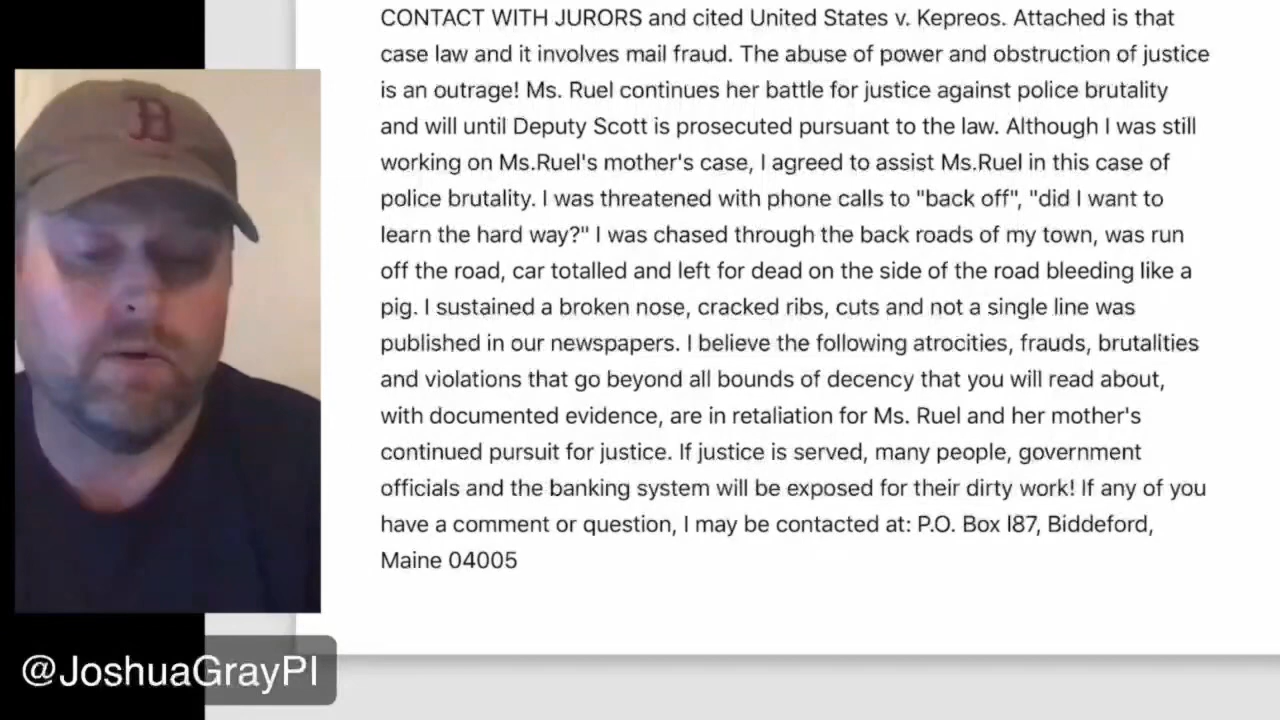 CONTACT WITH JURORS and cited United States v. Kepreos. Attached is that
case law and it involves mail fraud. The abuse of power and obstruction of justice
is an outrage! Ms. Ruel continues her battle for justice against police brutality
and will until Deputy Scott is prosecuted pursuant to the law. Although I was still
working on Ms.Ruel's mother's case, I agreed to assist Ms.Ruel in this case of
police brutality. I was threatened with phone calls to "back off", "did I want to
learn the hard way?" I was chased through the back roads of my town, was run
off the road, car totalled and left for dead on the side of the road bleeding like a
pig. I sustained a broken nose, cracked ribs, cuts and not a single line was
published in our newspapers. I believe the following atrocities, frauds, brutalities
and violations that go beyond all bounds of decency that you will read about,
with documented evidence, are in retaliation for Ms. Ruel and her mother's
continued pursuit for justice. If justice is served, many people, government
officials and the banking system will be exposed for their dirty work! If any of you
have a comment or question, I may be contacted at: P.O. Box I87, Biddeford,
Maine 04005
B
@JoshuaGrayPI